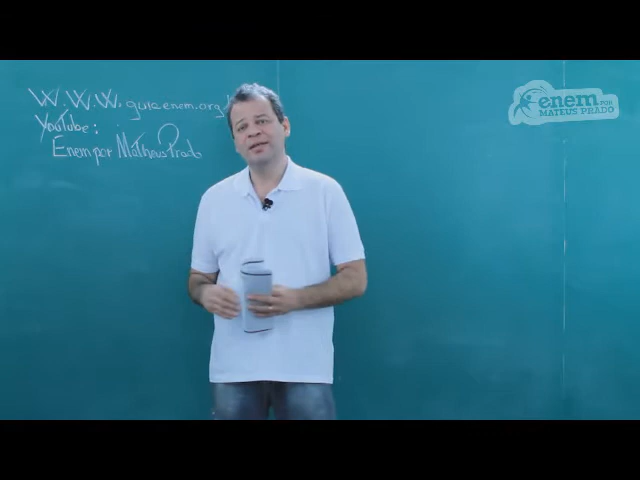 W.W.W. guiaenem.org
YouTube:
Enem por Matheus Prado
enem POR
MATEUS PRADO